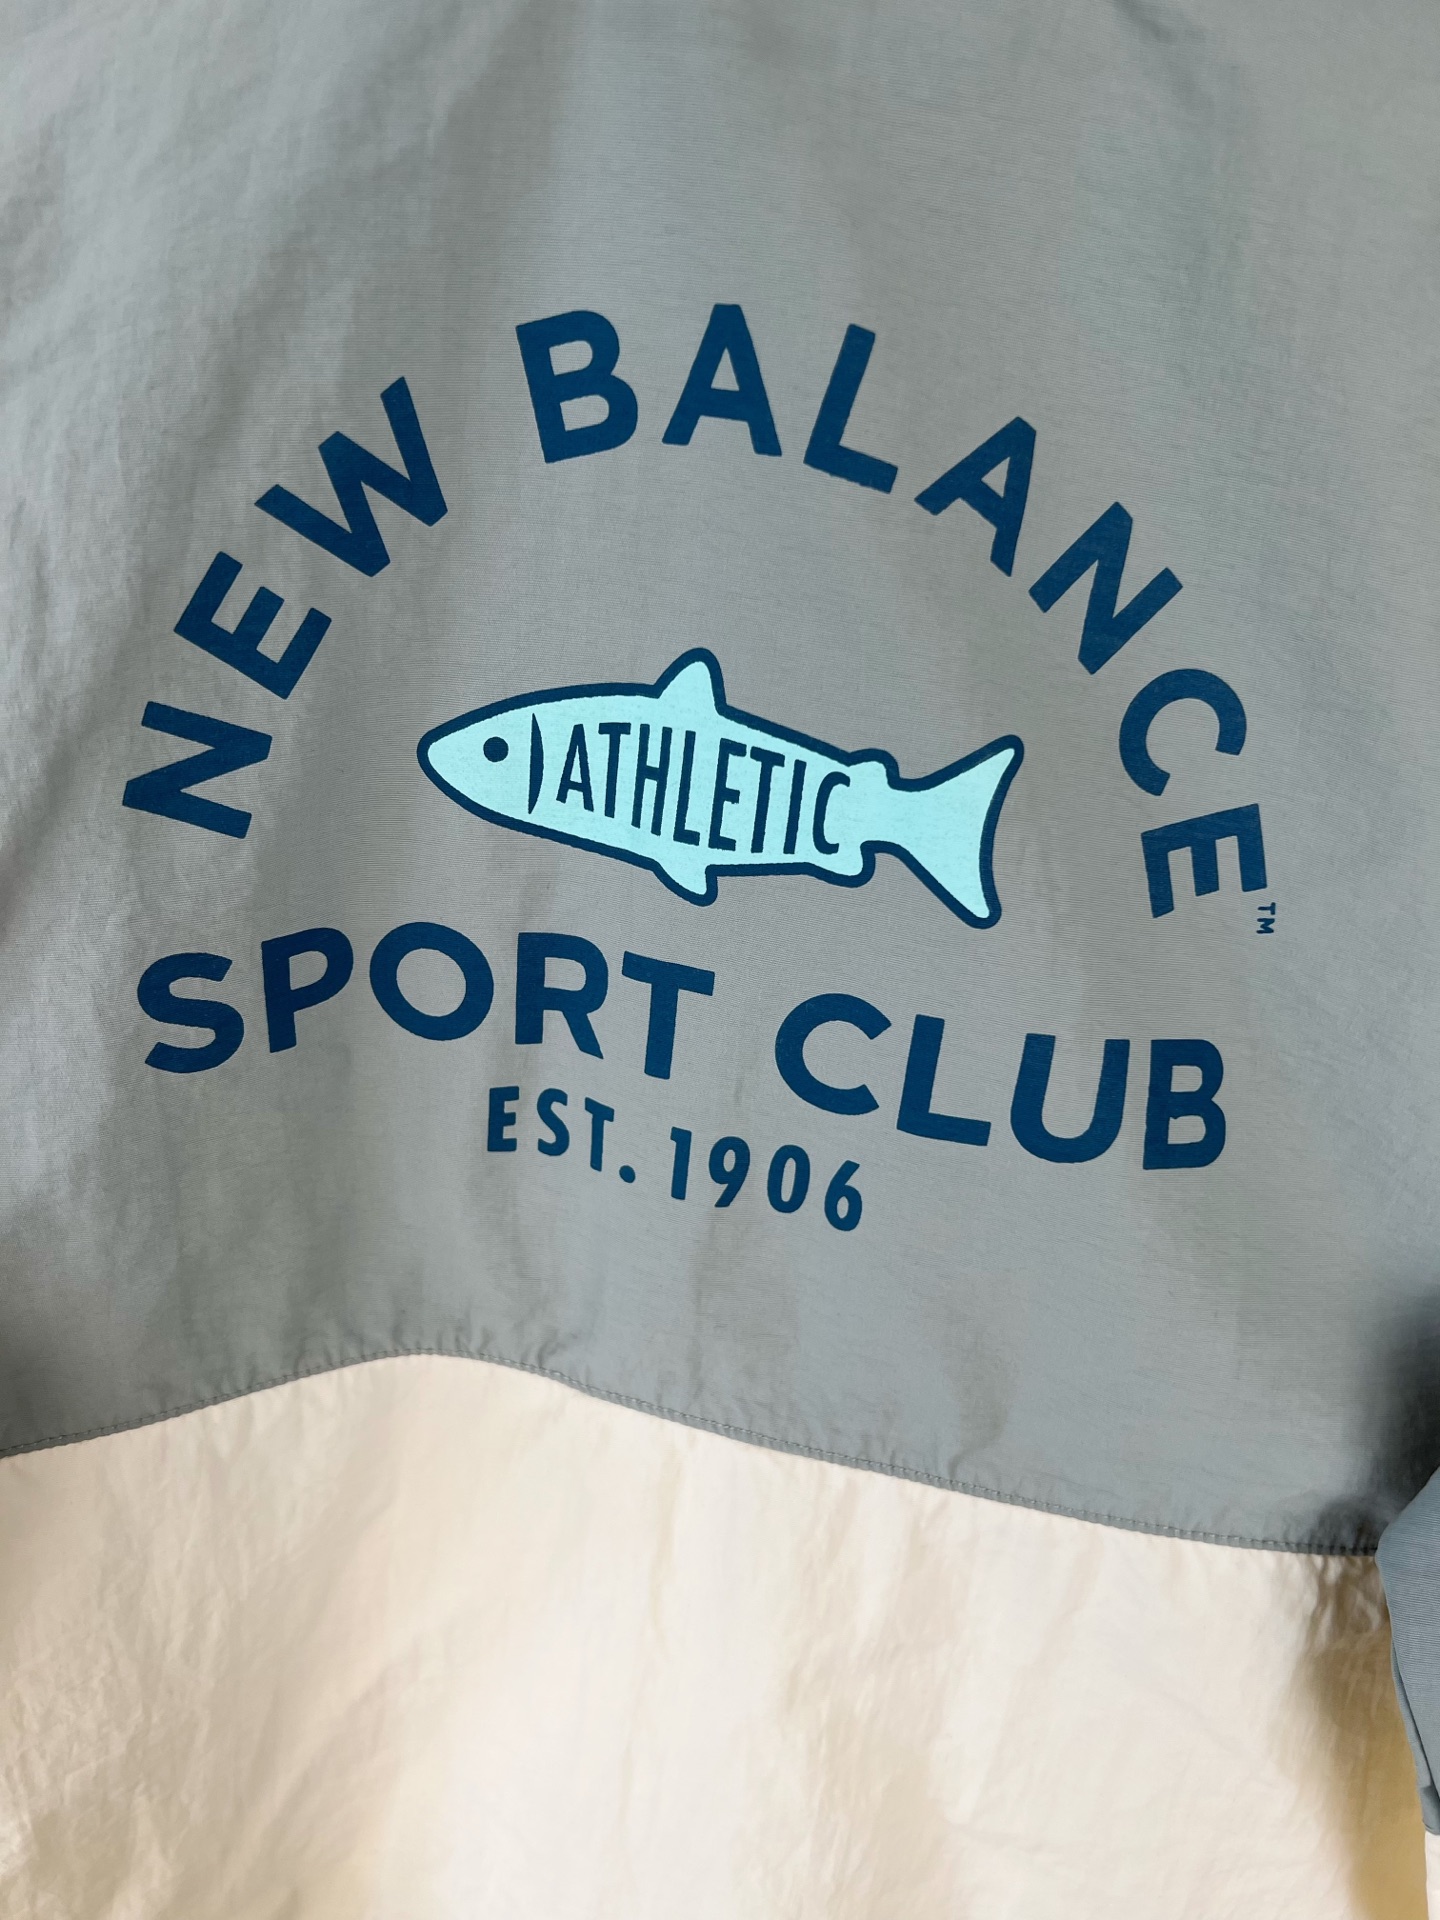 NEW BALANCE™
ATHLETIC
SPORT CLUB
EST. 1906